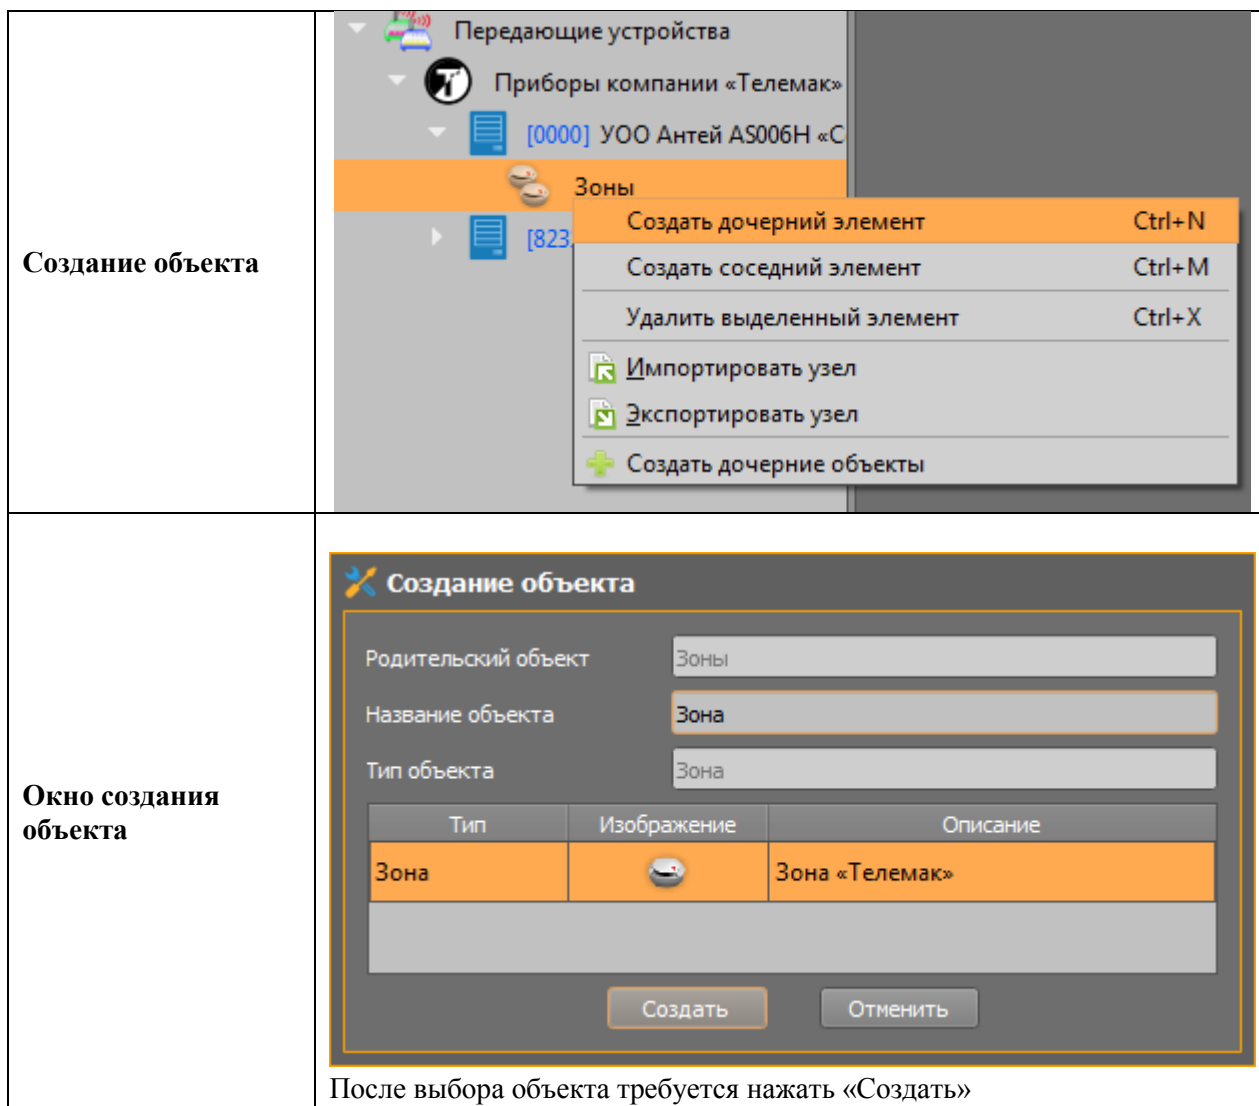 Создание объекта
Передающие устройства
Приборы компании «Телемак»
[0000] УОО Антей AS006H «С
Зоны
[823
Создать дочерний элемент Ctrl+N
Создать соседний элемент Ctrl+M
Удалить выделенный элемент Ctrl+X
Импортировать узел
Экспортировать узел
Создать дочерние объекты
Окно создания
объекта
Создание объекта
Родительский объект Зоны
Название объекта Зона
Тип объекта Зона
Тип Изображение Описание
Зона Зона «Телемак»
Создать Отменить
После выбора объекта требуется нажать «Создать»